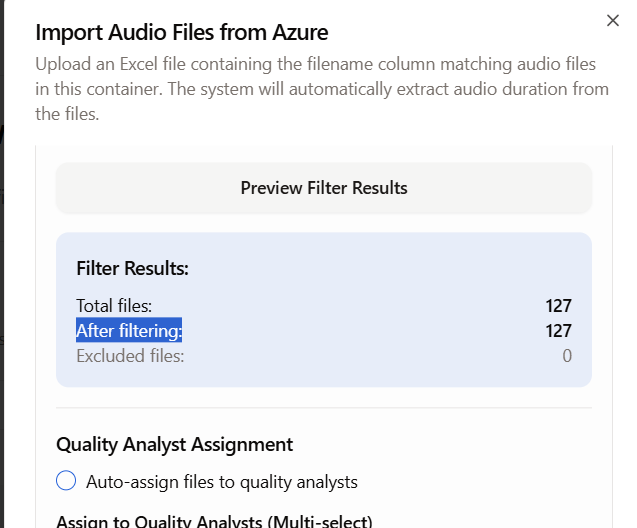 Import Audio Files from Azure
Upload an Excel file containing the filename column matching audio files
in this container. The system will automatically extract audio duration from
the files.
Preview Filter Results
Filter Results:
Total files: 127
After filtering: 127
Excluded files: 0
Quality Analyst Assignment
Auto-assign files to quality analysts
Assign to Quality Analysts (Multi-select)